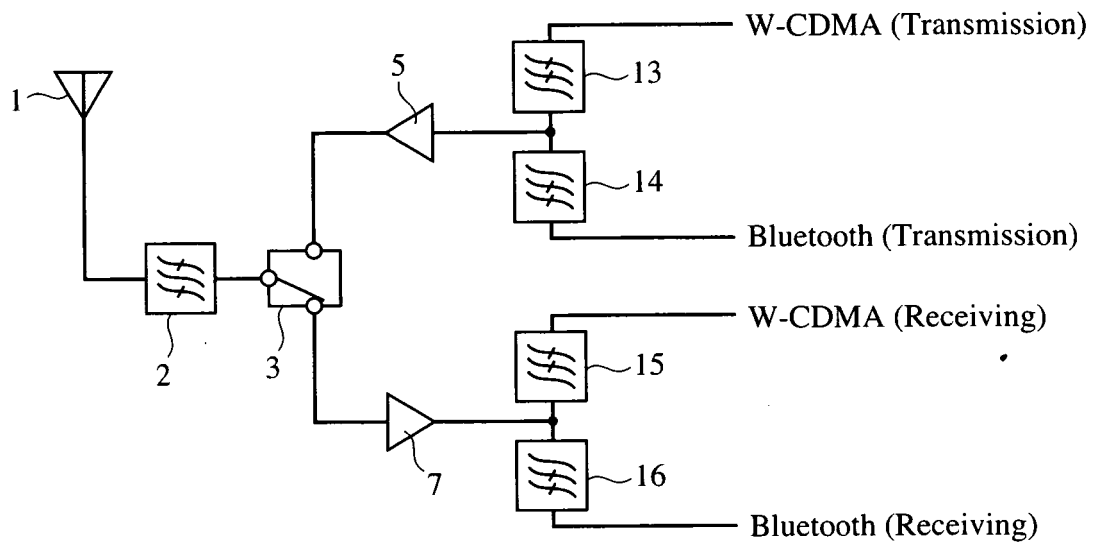 W-CDMA (Transmission)
13
5
1
14
Bluetooth (Transmission)
W-CDMA (Receiving)
2
3
15
7
16
Bluetooth (Receiving)